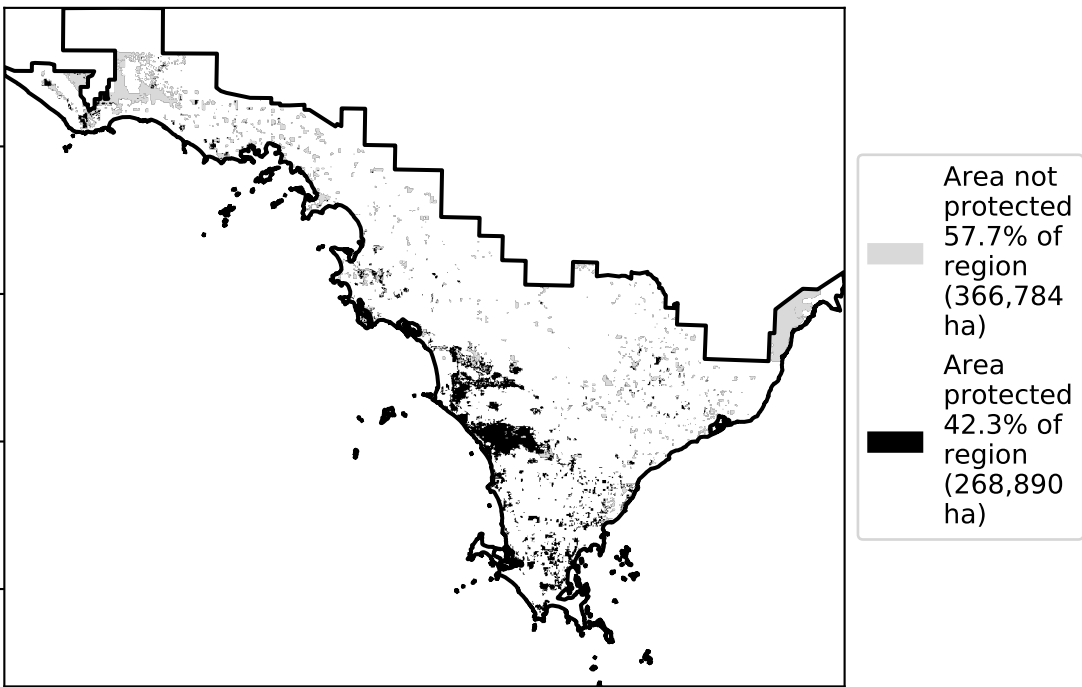 Area not
protected
57.7% of
region
(366,784
ha)
Area
protected
42.3% of
region
(268,890
ha)